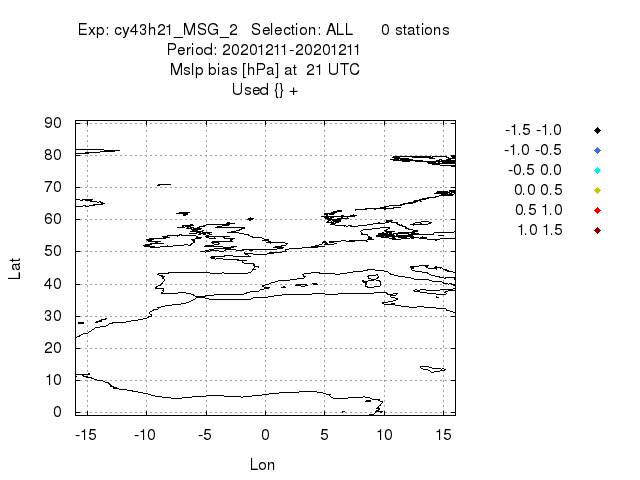 Exp: cy43h21_MSG_2 Selection: ALL 0 stations
Period: 20201211-20201211
Mslp bias [hPa] at 21 UTC
Used {} +
-1.5 -1.0
-1.0 -0.5
-0.5 0.0
0.0 0.5
0.5 1.0
1.0 1.5
90
80
70
60
50
40
30
20
10
0
Lat
-15 -10 -5 0 5 10 15
Lon